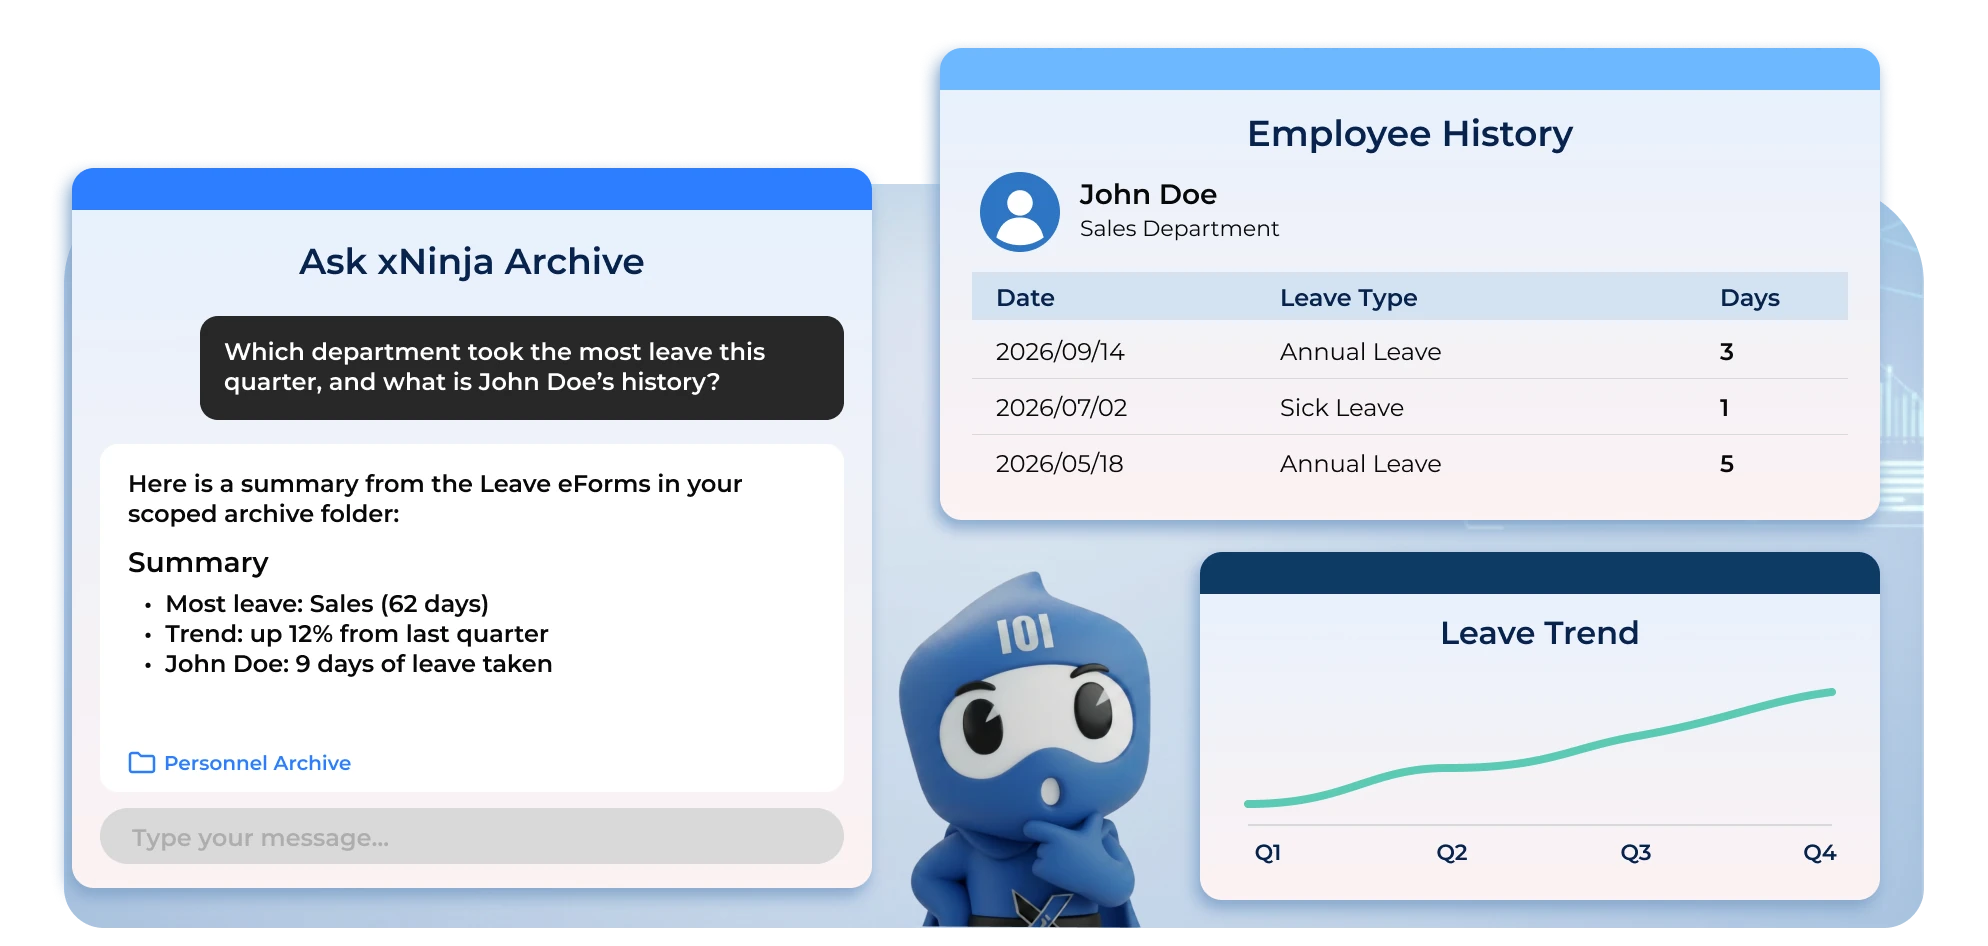 Ask xNinja Archive
Which department took the most leave this
quarter, and what is John Doe’s history?
Here is a summary from the Leave eForms in your
scoped archive folder:
Summary
• Most leave: Sales (62 days)
• Trend: up 12% from last quarter
• John Doe: 9 days of leave taken
Personnel Archive
Type your message...
Employee History
John Doe
Sales Department
Date Leave Type Days
2026/09/14 Annual Leave 3
2026/07/02 Sick Leave 1
2026/05/18 Annual Leave 5
101
Leave Trend
Q1 Q2 Q3 Q4